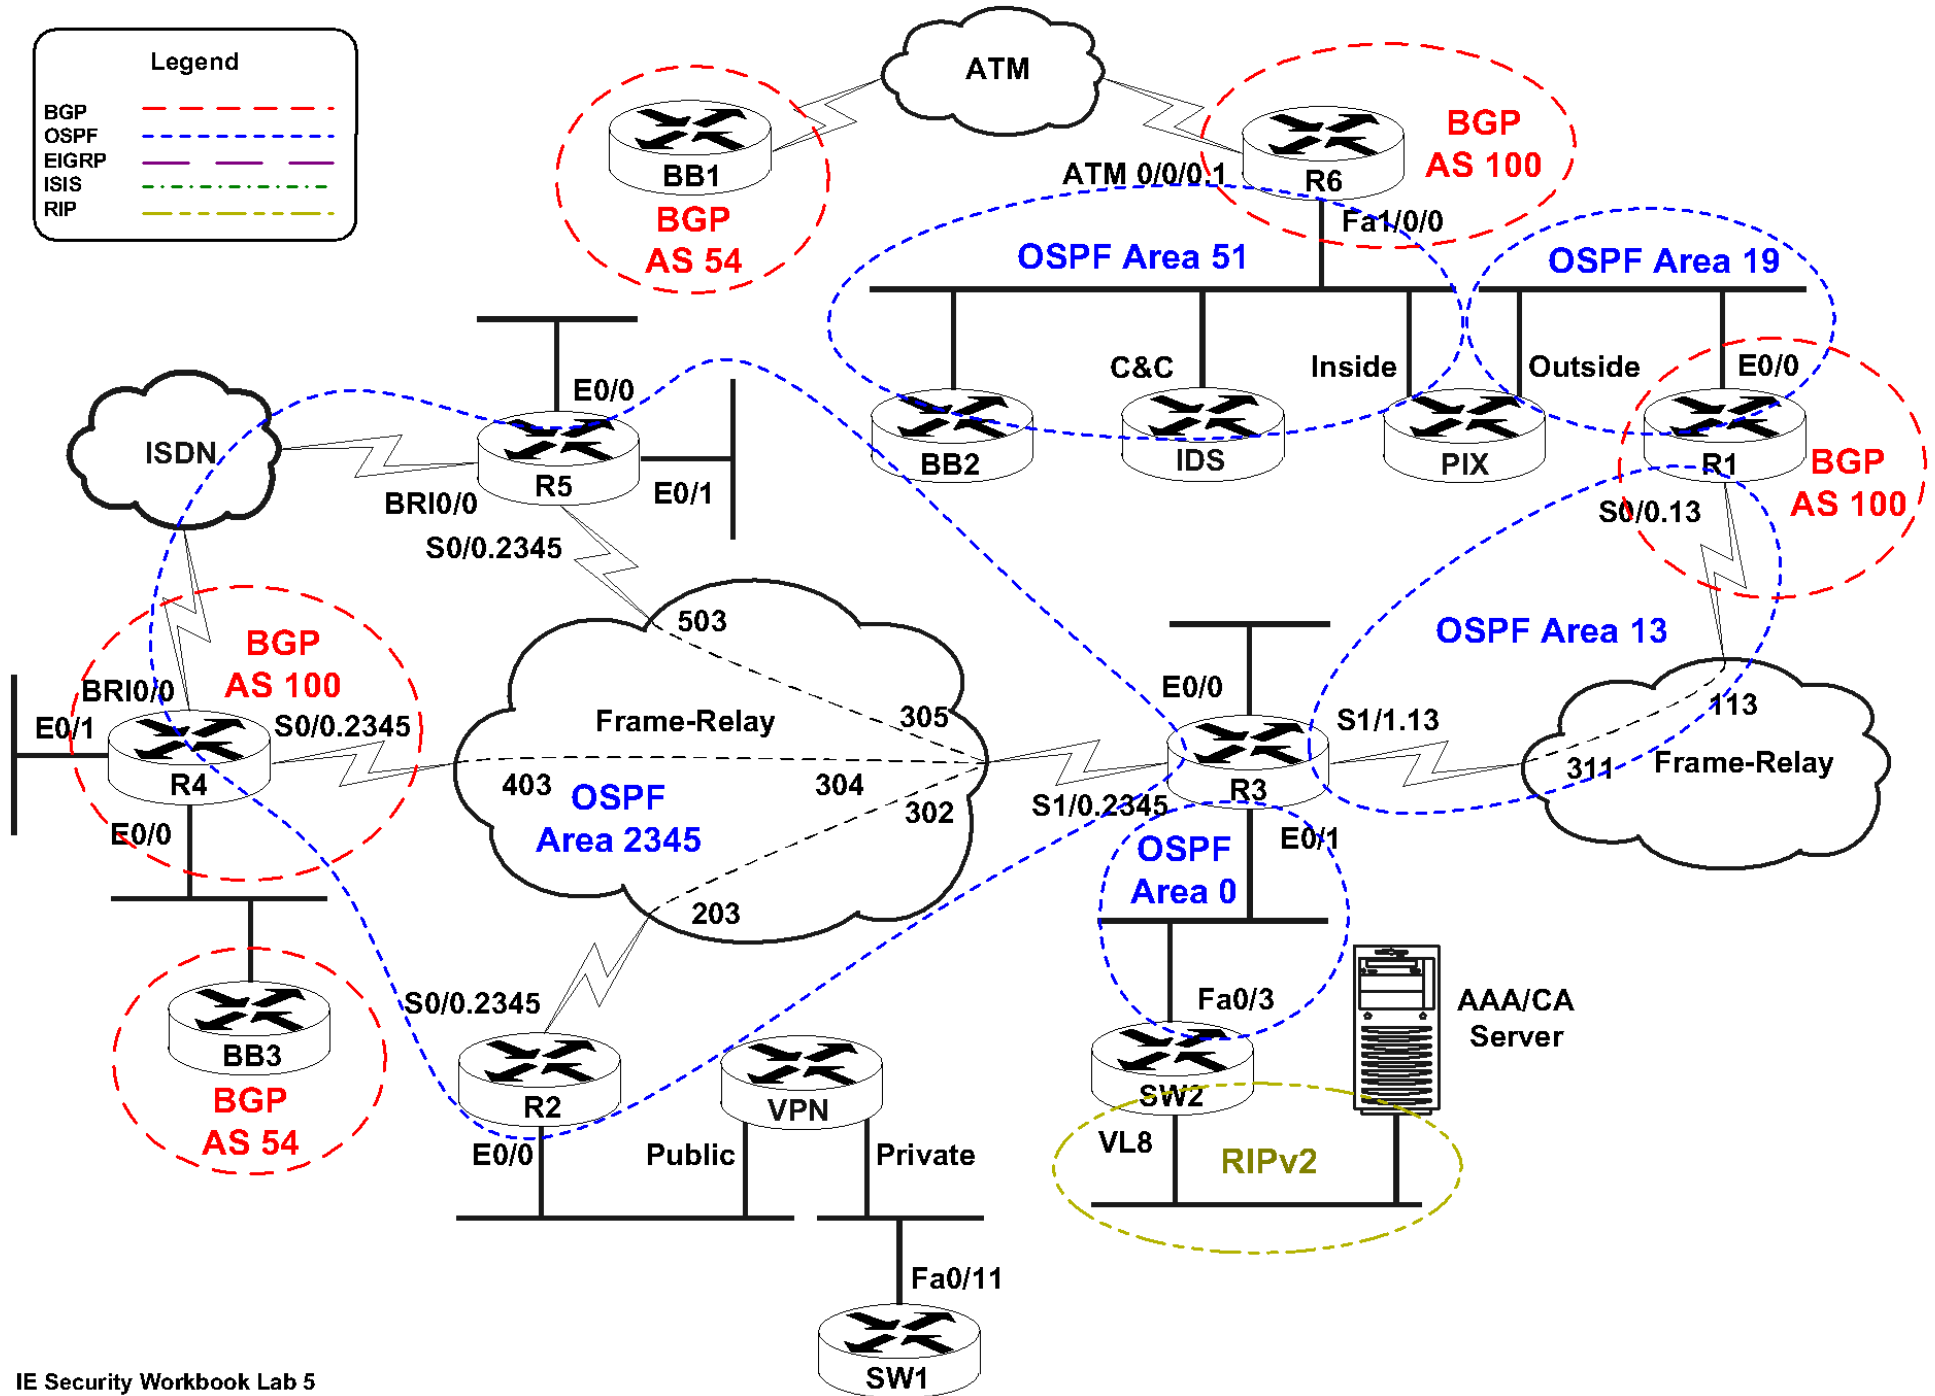 Legend
BGP
OSPF
EIGRP
ISIS
RIP
ATM
BB1
BGP
AS 54
ATM 0/0/0.1
R6
BGP
AS 100
Fa1/0/0
OSPF Area 51
OSPF Area 19
C&C
Inside
Outside
E0/0
BB2
IDS
PIX
R1
BGP
AS 100
S0/0.13
ISDN
E0/0
R5
E0/1
BRI0/0
S0/0.2345
OSPF Area 13
113
311
Frame-Relay
S1/1.13
BGP
AS 100
BRI0/0
E0/1
S0/0.2345
R4
E0/0
503
Frame-Relay
305
403
304
302
OSPF
Area 2345
203
E0/0
R3
S1/0.2345
E0/1
OSPF
Area 0
Fa0/3
SW2
AAA/CA
Server
VL8
RIPv2
BB3
BGP
AS 54
S0/0.2345
R2
E0/0
VPN
Public
Private
Fa0/11
SW1
IE Security Workbook Lab 5